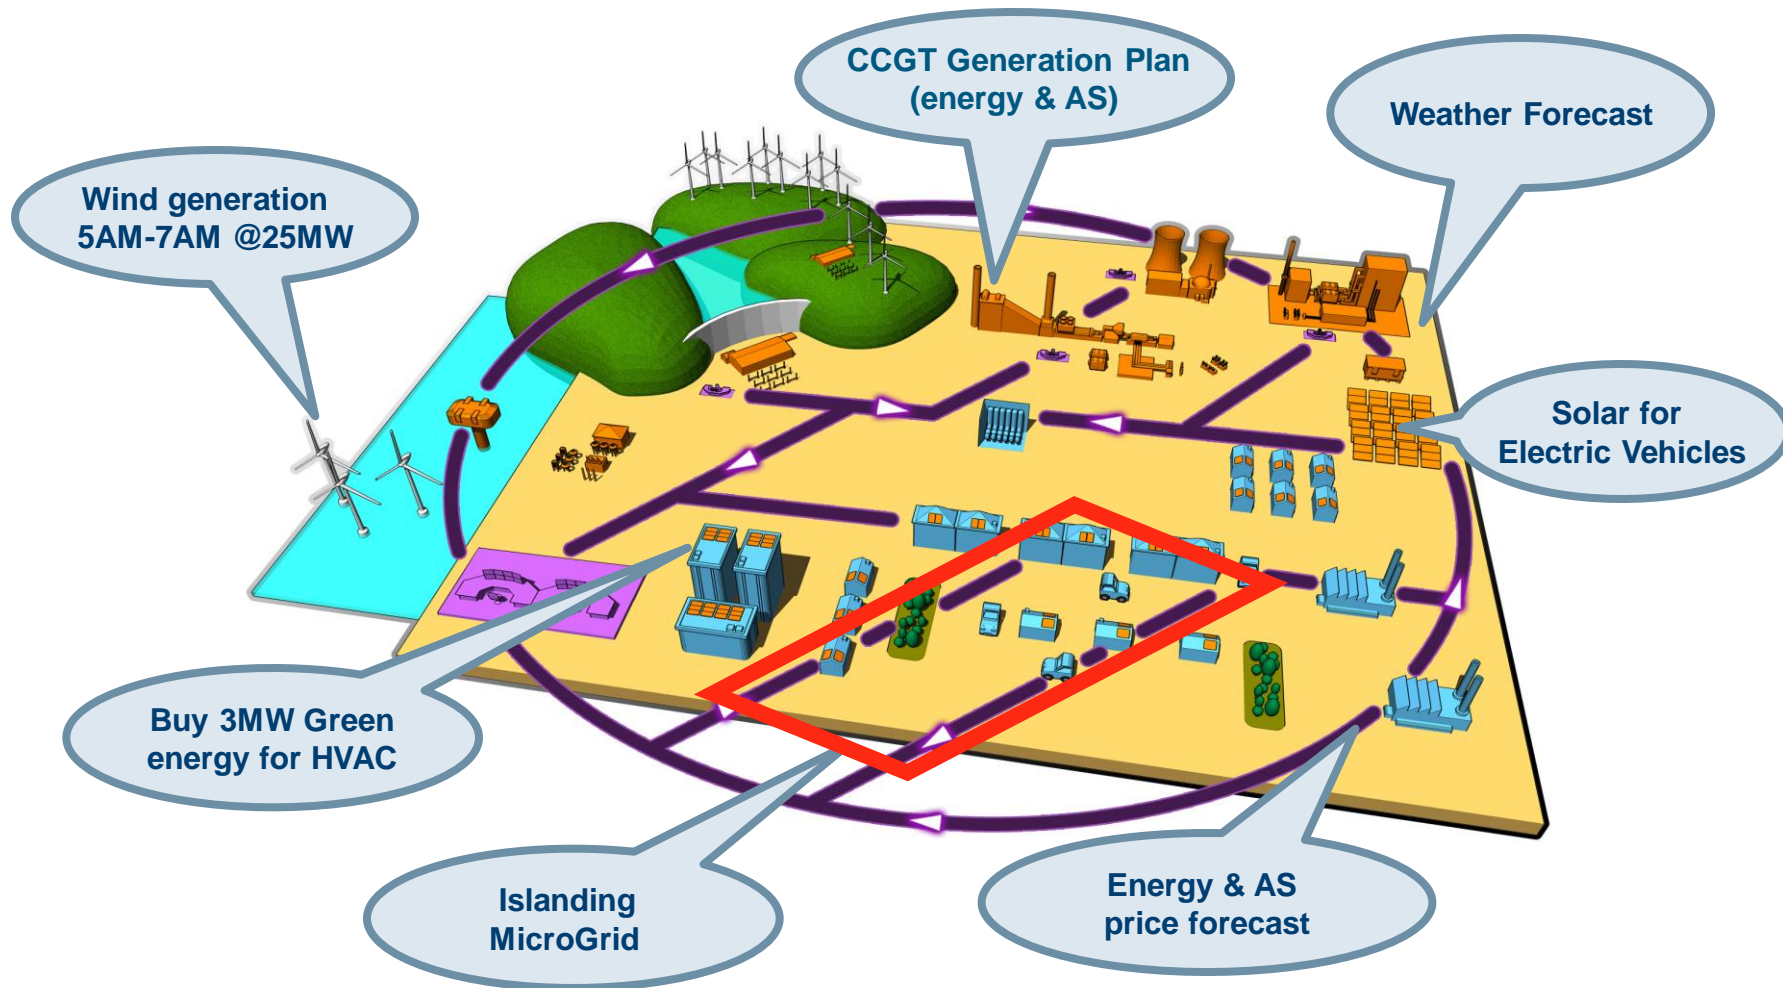 CCGT Generation Plan
(energy & AS)
Weather Forecast
Wind generation
5AM-7AM @25MW
Solar for
Electric Vehicles
Buy 3MW Green
energy for HVAC
Islanding
MicroGrid
Energy & AS
price forecast